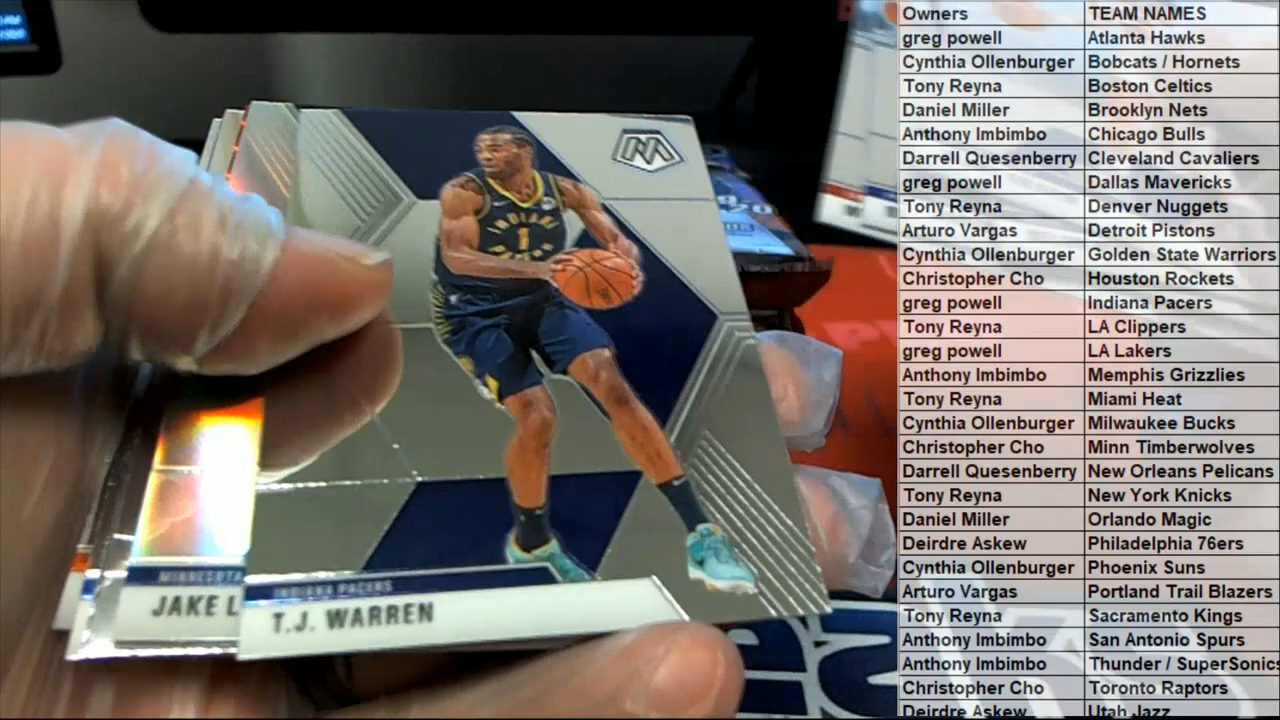 INDIANA
1
INDIANA PACERS
T.J. WARREN
MINNESOTA
JAKE L
Owners TEAM NAMES
greg powell Atlanta Hawks
Cynthia Ollenburger Bobcats / Hornets
Tony Reyna Boston Celtics
Daniel Miller Brooklyn Nets
Anthony Imbimbo Chicago Bulls
Darrell Quesenberry Cleveland Cavaliers
greg powell Dallas Mavericks
Tony Reyna Denver Nuggets
Arturo Vargas Detroit Pistons
Cynthia Ollenburger Golden State Warriors
Christopher Cho Houston Rockets
greg powell Indiana Pacers
Tony Reyna LA Clippers
greg powell LA Lakers
Anthony Imbimbo Memphis Grizzlies
Tony Reyna Miami Heat
Cynthia Ollenburger Milwaukee Bucks
Christopher Cho Minn Timberwolves
Darrell Quesenberry New Orleans Pelicans
Tony Reyna New York Knicks
Daniel Miller Orlando Magic
Deirdre Askew Philadelphia 76ers
Cynthia Ollenburger Phoenix Suns
Arturo Vargas Portland Trail Blazers
Tony Reyna Sacramento Kings
Anthony Imbimbo San Antonio Spurs
Anthony Imbimbo Thunder / SuperSonics
Christopher Cho Toronto Raptors
Deirdre Askew Utah Jazz